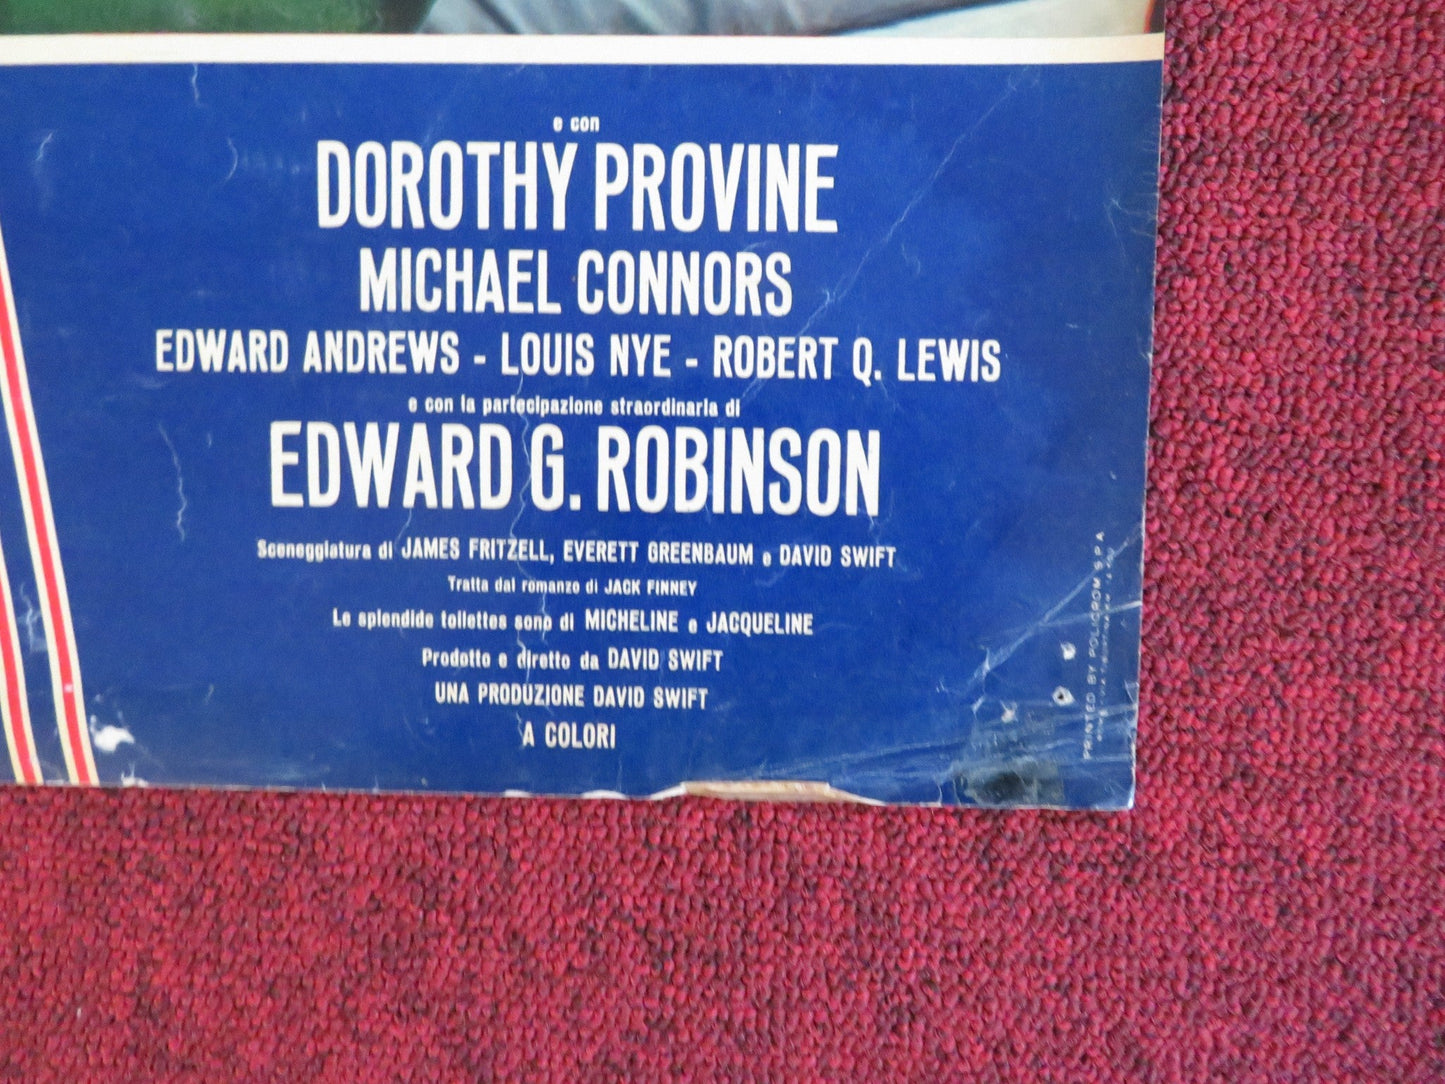 e con
DOROTHY PROVINE
MICHAEL CONNORS
EDWARD ANDREWS - LOUIS NYE - ROBERT Q. LEWIS
e con la partecipazione straordinaria di
EDWARD G. ROBINSON
Sceneggiatura di JAMES FRITZELL, EVERETT GREENBAUM e DAVID SWIFT
Tratta dal romanzo di JACK FINNEY
Le splendide toilettes sono di MICHELINE e JACQUELINE
Prodotto e diretto da DAVID SWIFT
UNA PRODUZIONE DAVID SWIFT
A COLORI
PRINTED BY POLICROM S.P.A.